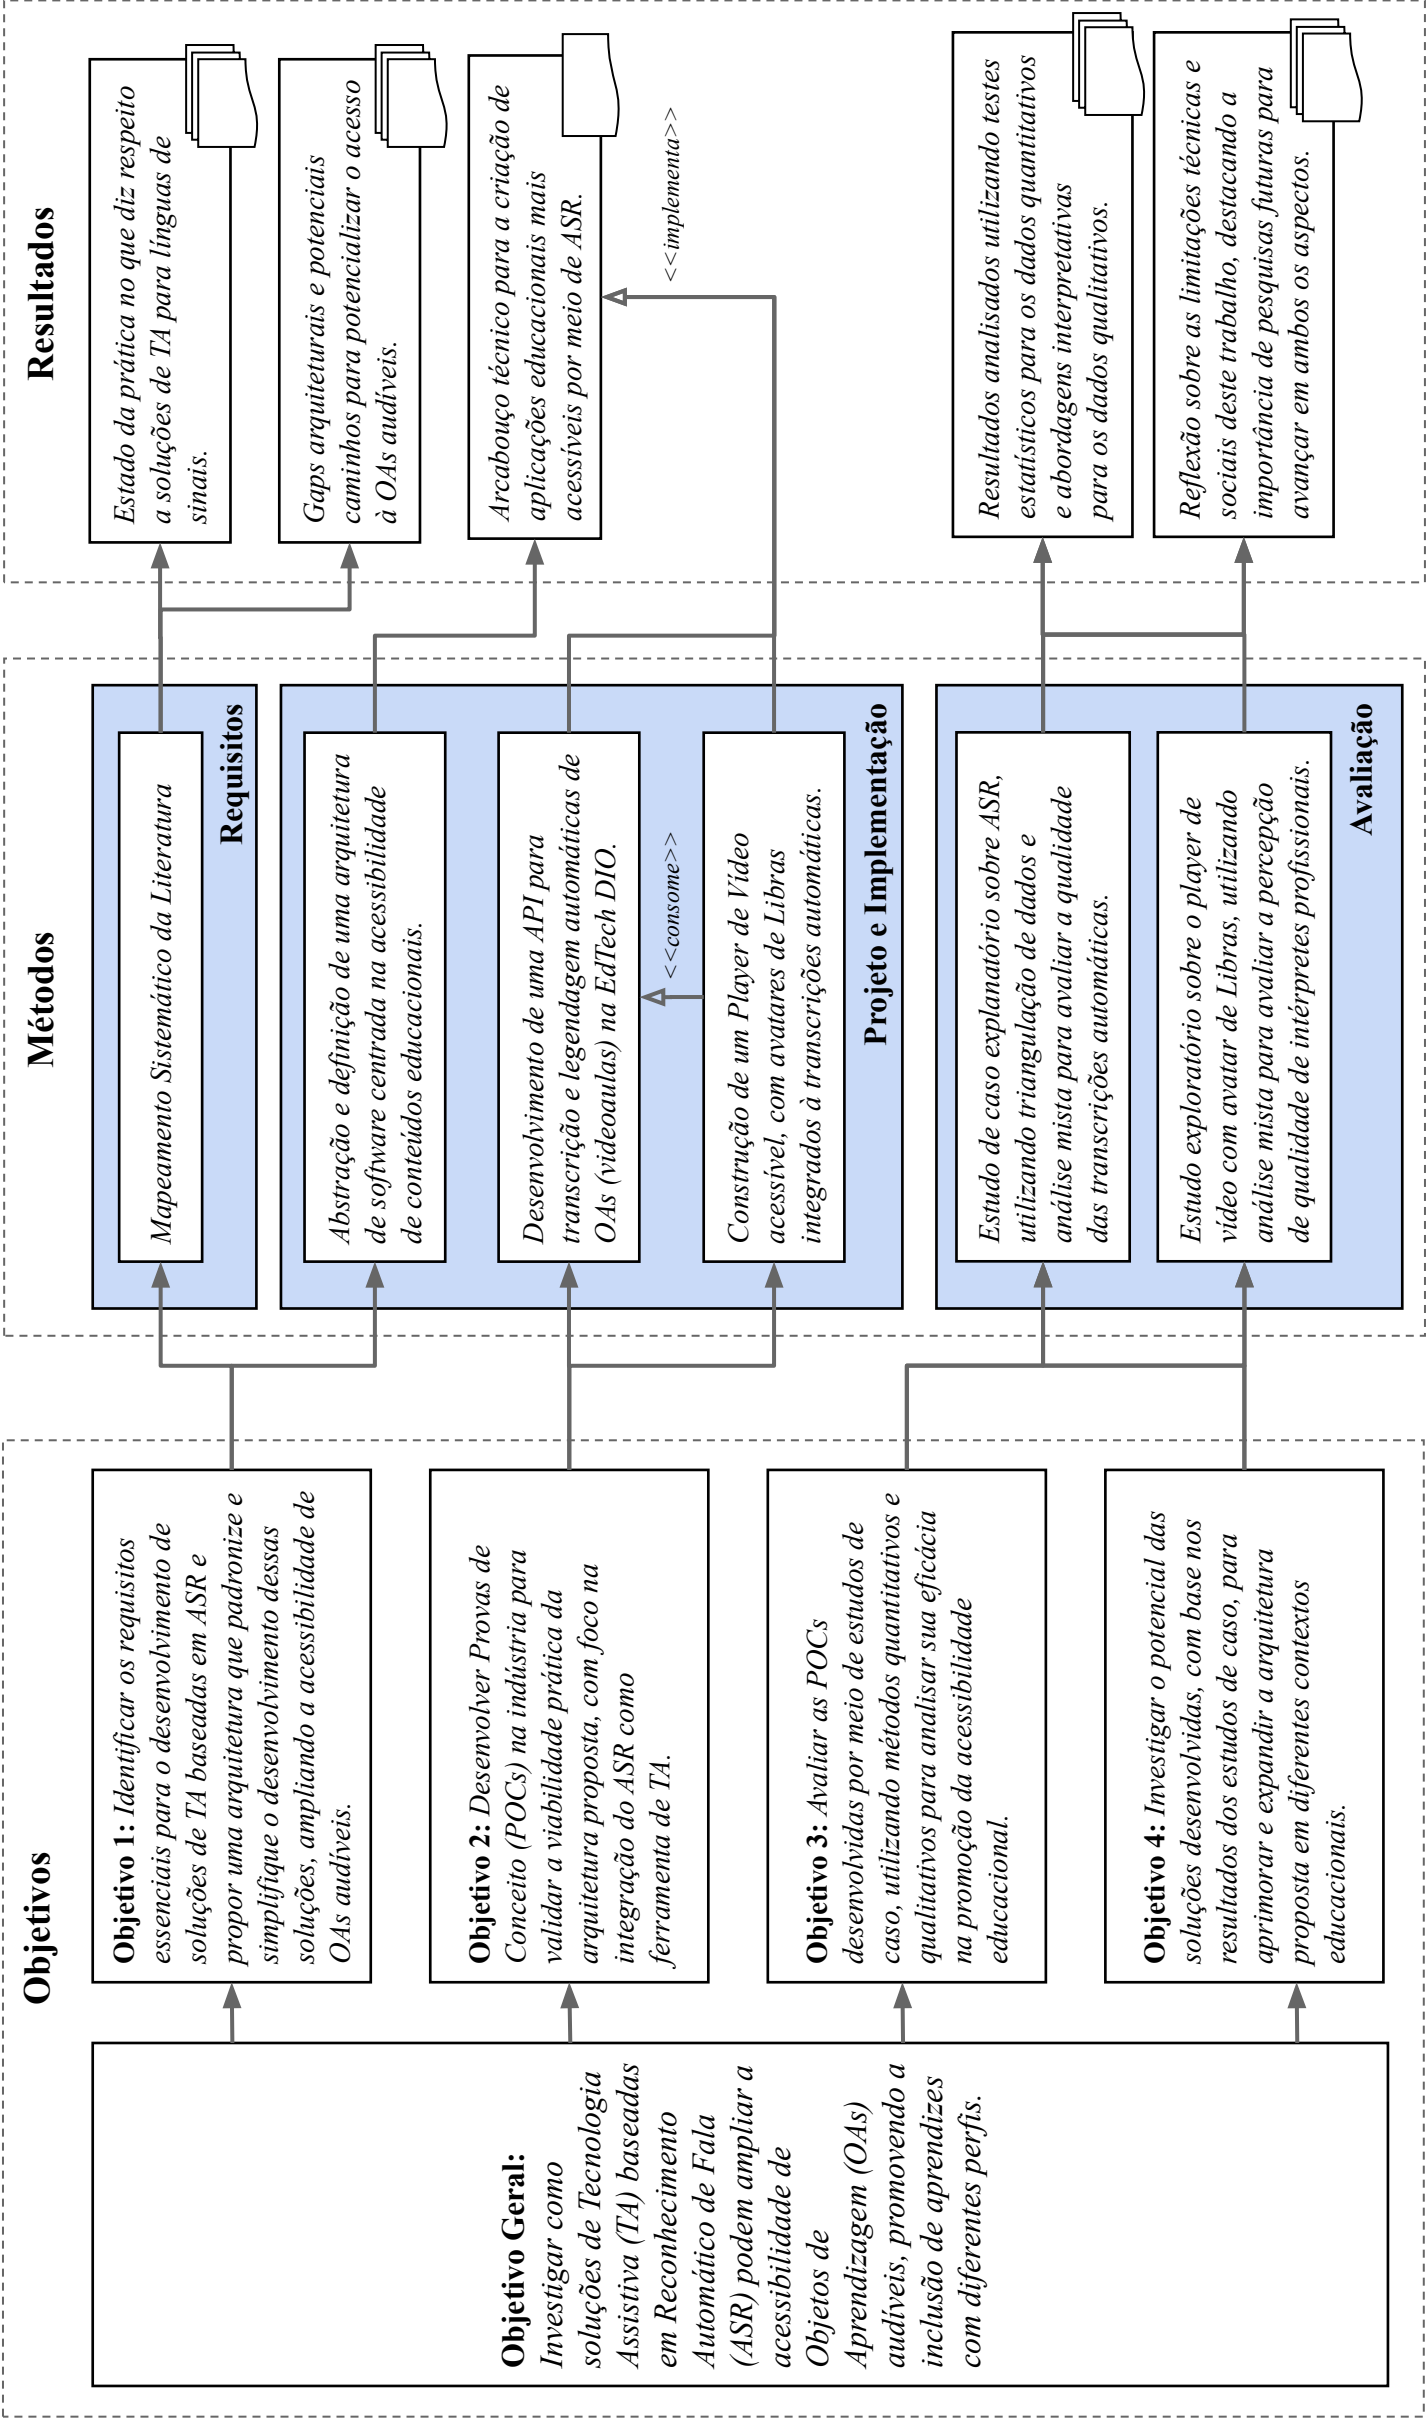 Objetivos
Objetivo Geral:
Investigar como
soluções de Tecnologia
Assistiva (TA) baseadas
em Reconhecimento
Automático de Fala
(ASR) podem ampliar a
acessibilidade de
Objetos de
Aprendizagem (OAs)
audíveis, promovendo a
inclusão de aprendizes
com diferentes perfis.
Objetivo 1: Identificar os requisitos
essenciais para o desenvolvimento de
soluções de TA baseadas em ASR e
propor uma arquitetura que padronize e
simplifique o desenvolvimento dessas
soluções, ampliando a acessibilidade de
OAs audíveis.
Objetivo 2: Desenvolver Provas de
Conceito (POCs) na indústria para
validar a viabilidade prática da
arquitetura proposta, com foco na
integração do ASR como
ferramenta de TA.
Objetivo 3: Avaliar as POCs
desenvolvidas por meio de estudos de
caso, utilizando métodos quantitativos e
qualitativos para analisar sua eficácia
na promoção da acessibilidade
educacional.
Objetivo 4: Investigar o potencial das
soluções desenvolvidas, com base nos
resultados dos estudos de caso, para
aprimorar e expandir a arquitetura
proposta em diferentes contextos
educacionais.
Métodos
Mapeamento Sistemático da Literatura
Requisitos
Abstração e definição de uma arquitetura
de software centrada na acessibilidade
de conteúdos educacionais.
Desenvolvimento de uma API para
transcrição e legendagem automáticas de
OAs (videoaulas) na EdTech DIO.
<<consome>>
Construção de um Player de Vídeo
acessível, com avatares de Libras
integrados à transcrições automáticas.
Projeto e Implementação
Estudo de caso explanatório sobre ASR,
utilizando triangulação de dados e
análise mista para avaliar a qualidade
das transcrições automáticas.
Estudo exploratório sobre o player de
vídeo com avatar de Libras, utilizando
análise mista para avaliar a percepção
de qualidade de intérpretes profissionais.
Avaliação
Resultados
Estado da prática no que diz respeito
a soluções de TA para línguas de
sinais.
Gaps arquiteturais e potenciais
caminhos para potencializar o acesso
à OAs audíveis.
Arcabouço técnico para a criação de
aplicações educacionais mais
acessíveis por meio de ASR.
<<implementa>>
Resultados analisados utilizando testes
estatísticos para os dados quantitativos
e abordagens interpretativas
para os dados qualitativos.
Reflexão sobre as limitações técnicas e
sociais deste trabalho, destacando a
importância de pesquisas futuras para
avançar em ambos os aspectos.